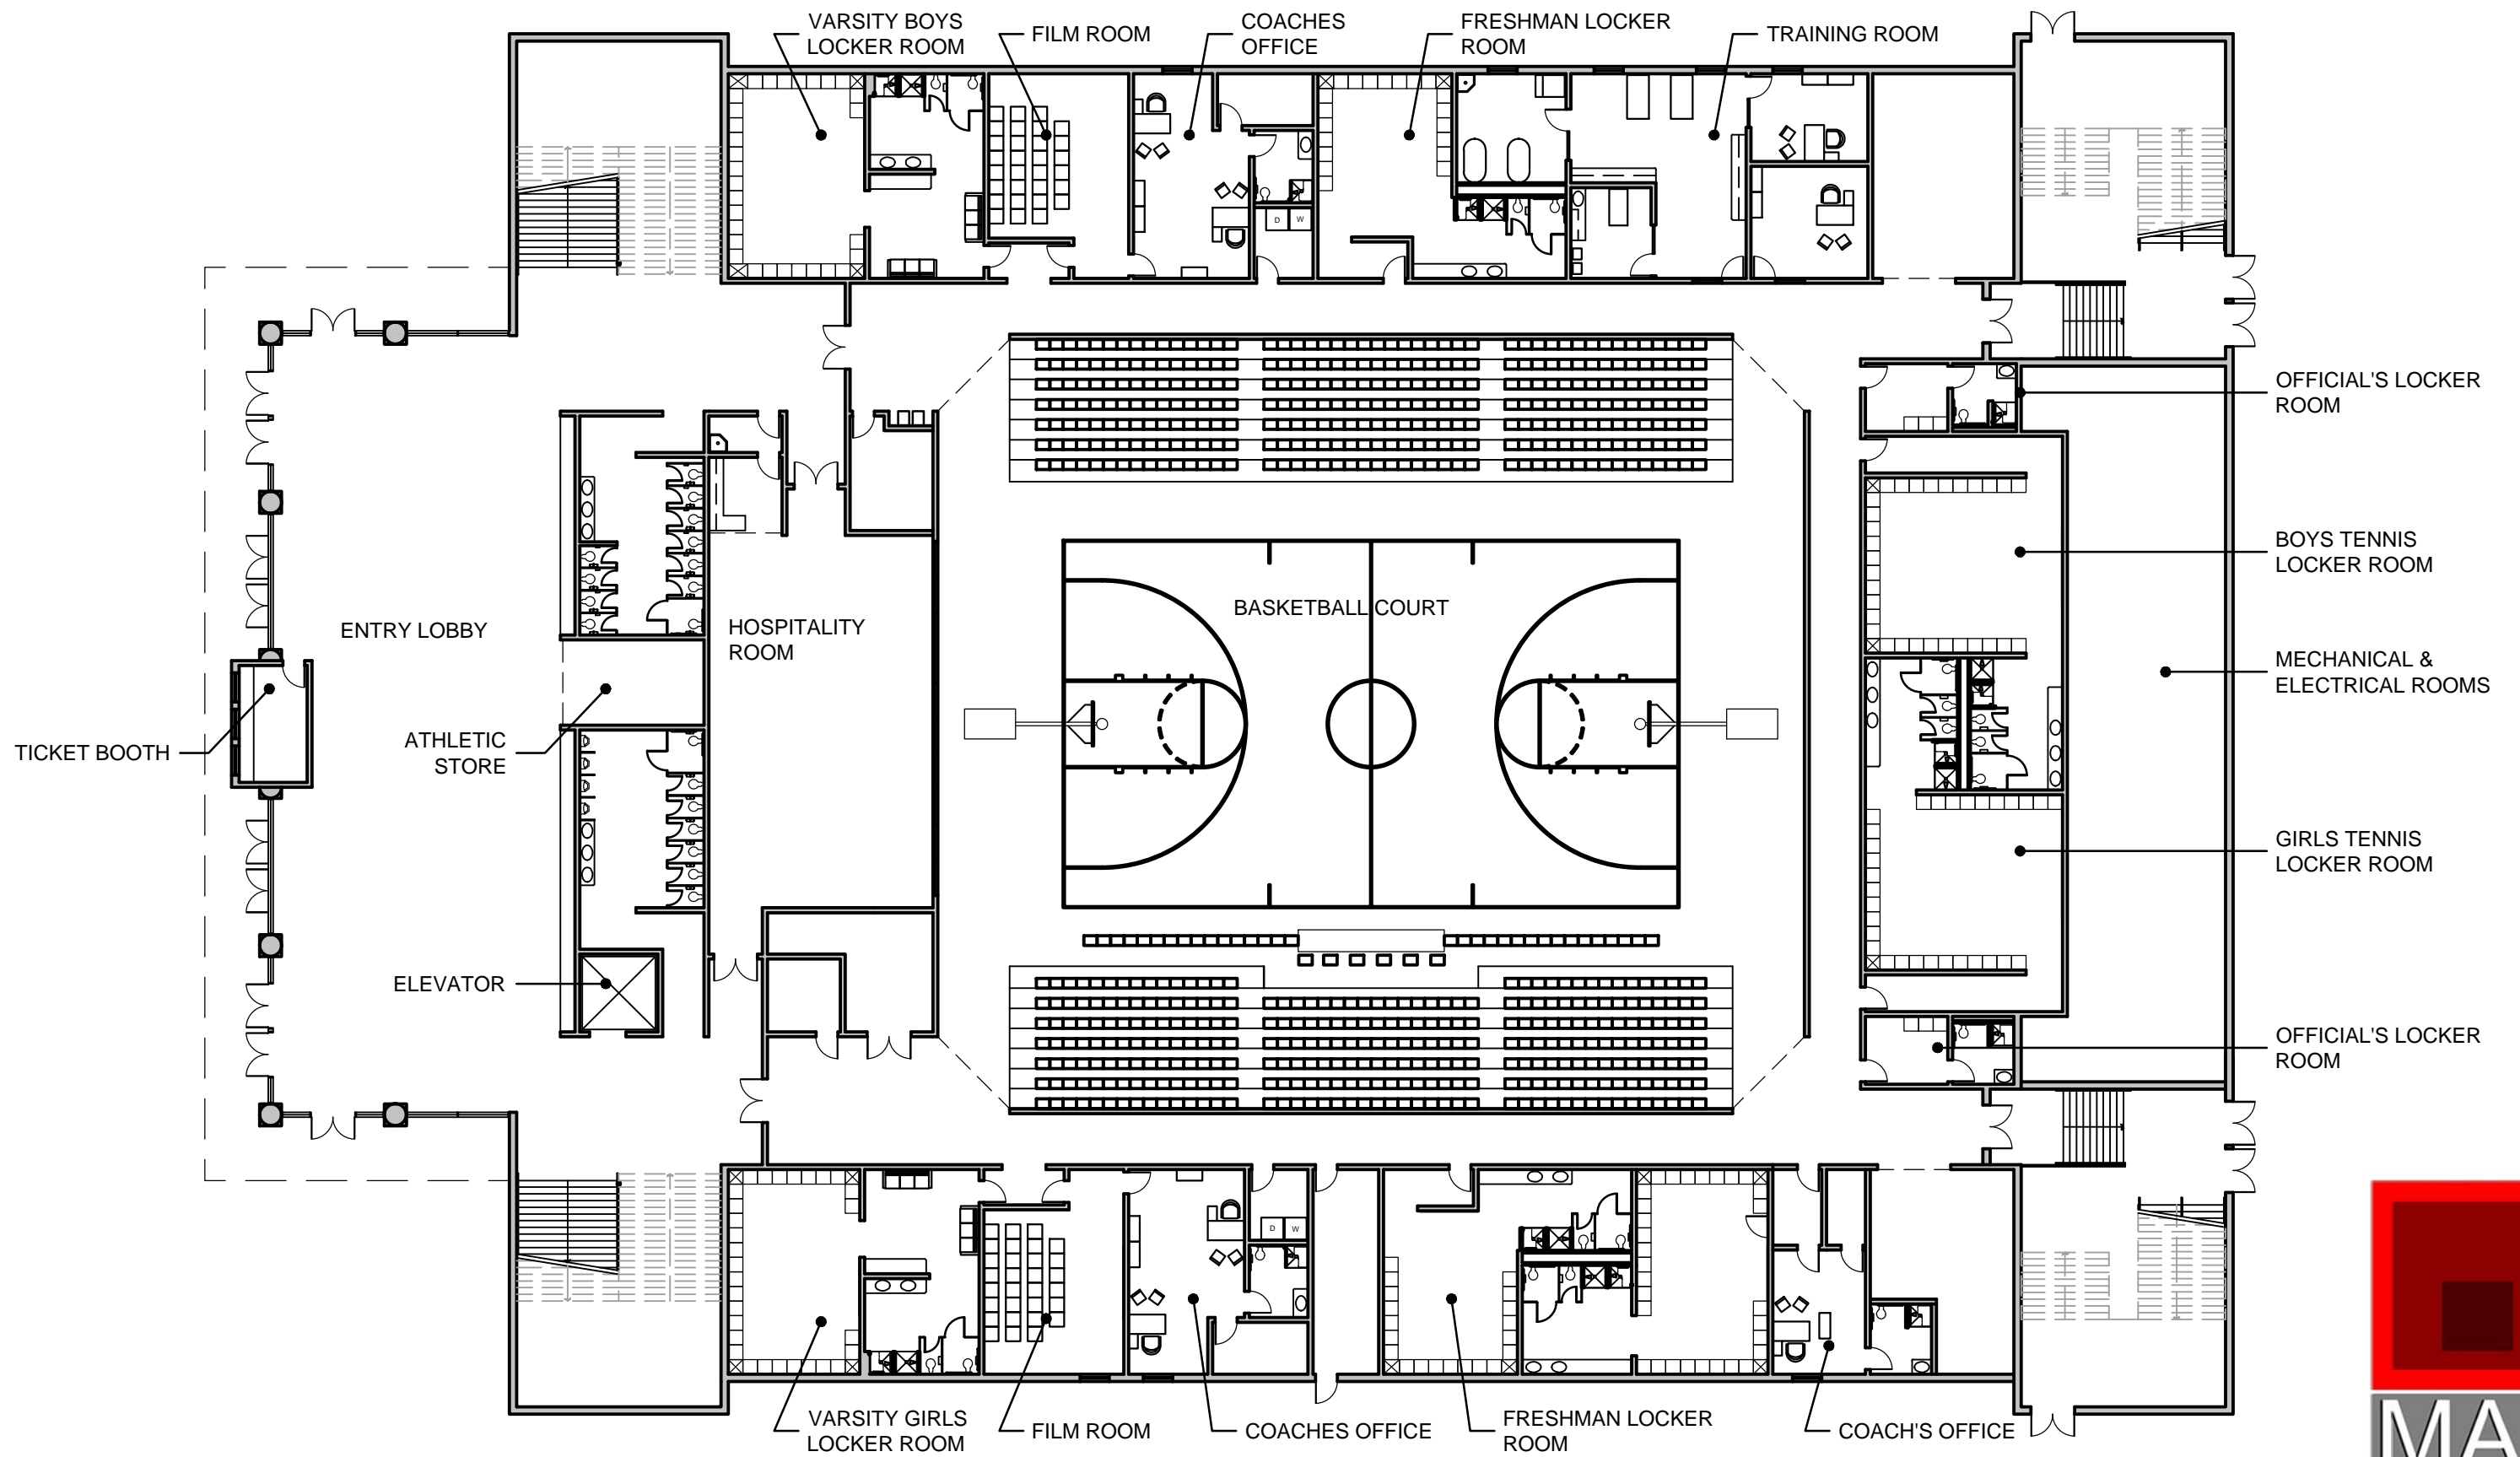 VARSITY BOYS
LOCKER ROOM
FILM ROOM
COACHES
OFFICE
FRESHMAN LOCKER
ROOM
TRAINING ROOM
D W
OFFICIAL'S LOCKER
ROOM
BOYS TENNIS
LOCKER ROOM
BASKETBALL COURT
ENTRY LOBBY
HOSPITALITY
ROOM
MECHANICAL &
ELECTRICAL ROOMS
TICKET BOOTH
ATHLETIC
STORE
GIRLS TENNIS
LOCKER ROOM
ELEVATOR
OFFICIAL'S LOCKER
ROOM
D W
VARSITY GIRLS
LOCKER ROOM
FILM ROOM
COACHES OFFICE
FRESHMAN LOCKER
ROOM
COACH'S OFFICE
MA